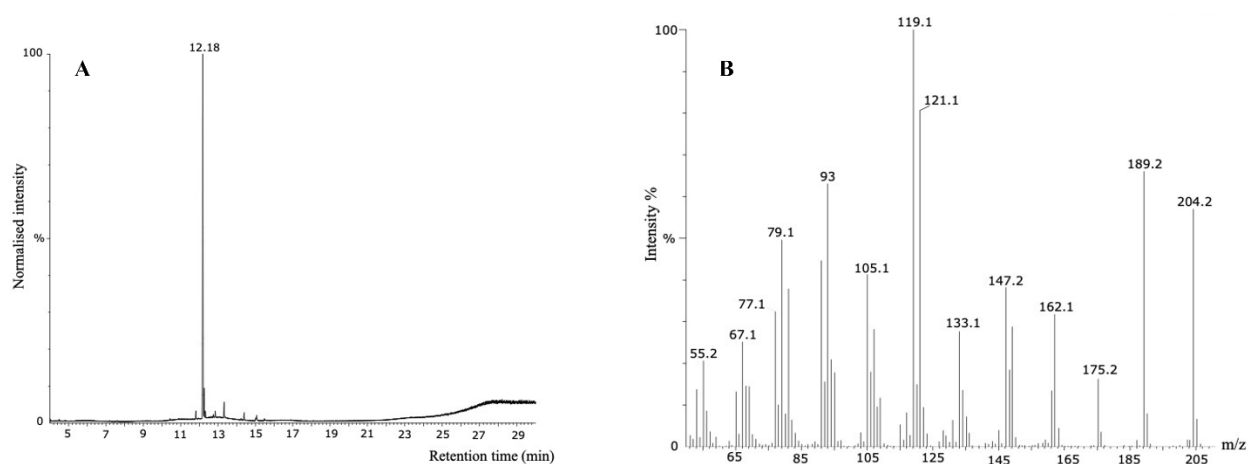 A
12.18
100
%
0
Normalised intensity
5 7 9 11 13 15 17 19 21 23 25 27 29
Retention time (min)
B
119.1
100
121.1
189.2
93
204.2
79.1
%
105.1
147.2
77.1
162.1
133.1
67.1
55.2
175.2
0
Intensity %
65 85 105 125 145 165 185 205
m/z